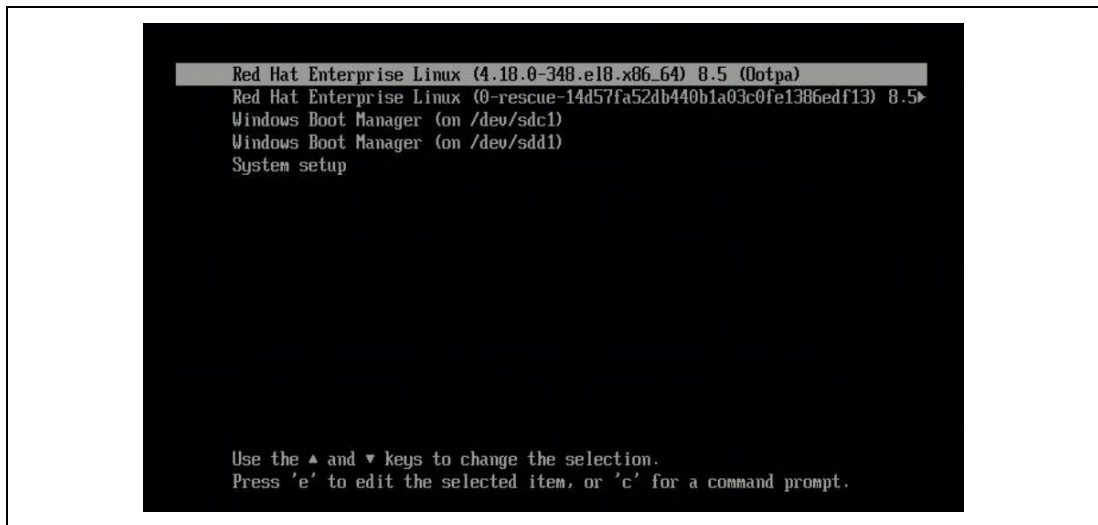 Red Hat Enterprise Linux (4.18.0-348.el8.x86_64) 8.5 (Ootpa)
Red Hat Enterprise Linux (0-rescue-14d57fa52db440b1a03c0fe1386edf13) 8.5▶
Windows Boot Manager (on /dev/sdc1)
Windows Boot Manager (on /dev/sdd1)
System setup
Use the ▲ and ▼ keys to change the selection.
Press 'e' to edit the selected item, or 'c' for a command prompt.